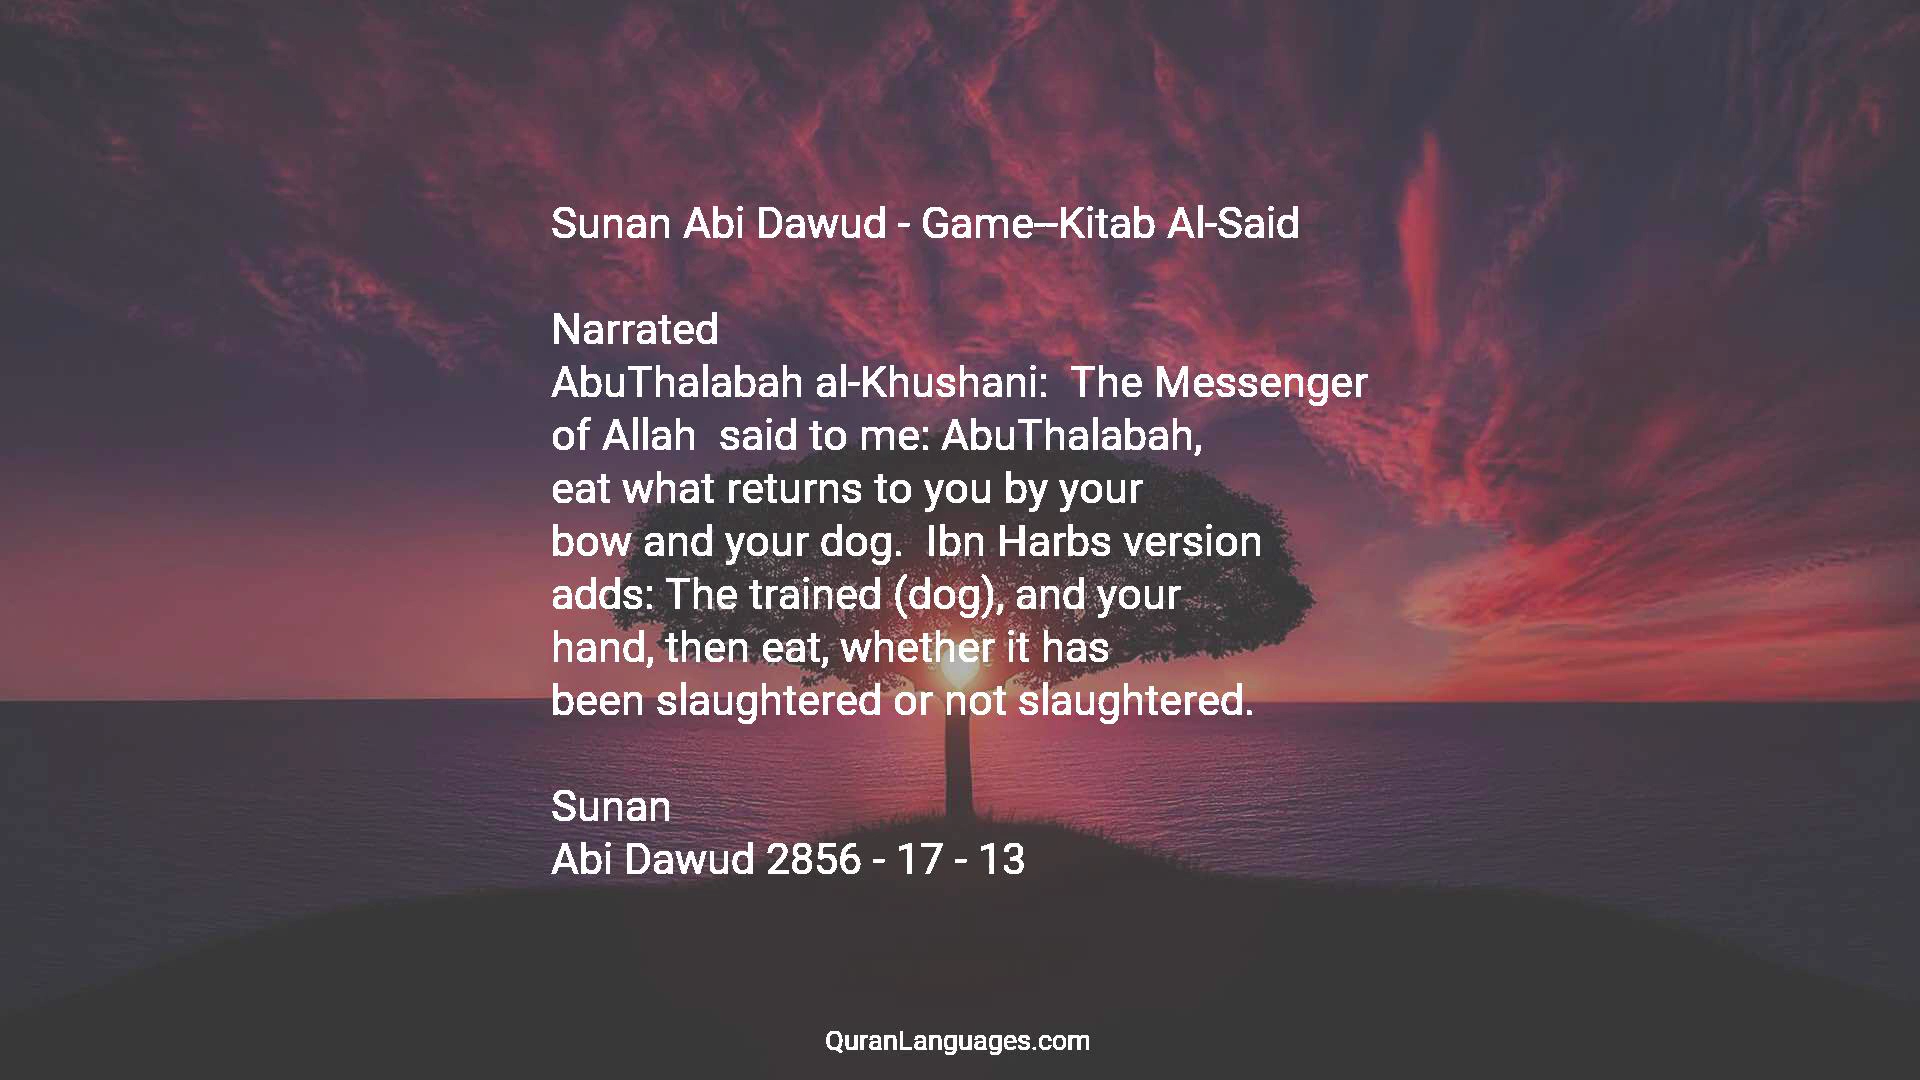 Sunan Abi Dawud - Game--Kitab Al-Said
Narrated
AbuThalabah al-Khushani:  The Messenger
of Allah  said to me: AbuThalabah,
eat what returns to you by your
bow and your dog.  Ibn Harbs version
adds: The trained (dog), and your
hand, then eat, whether it has
been slaughtered or not slaughtered.
Sunan
Abi Dawud 2856 - 17 - 13
QuranLanguages.com